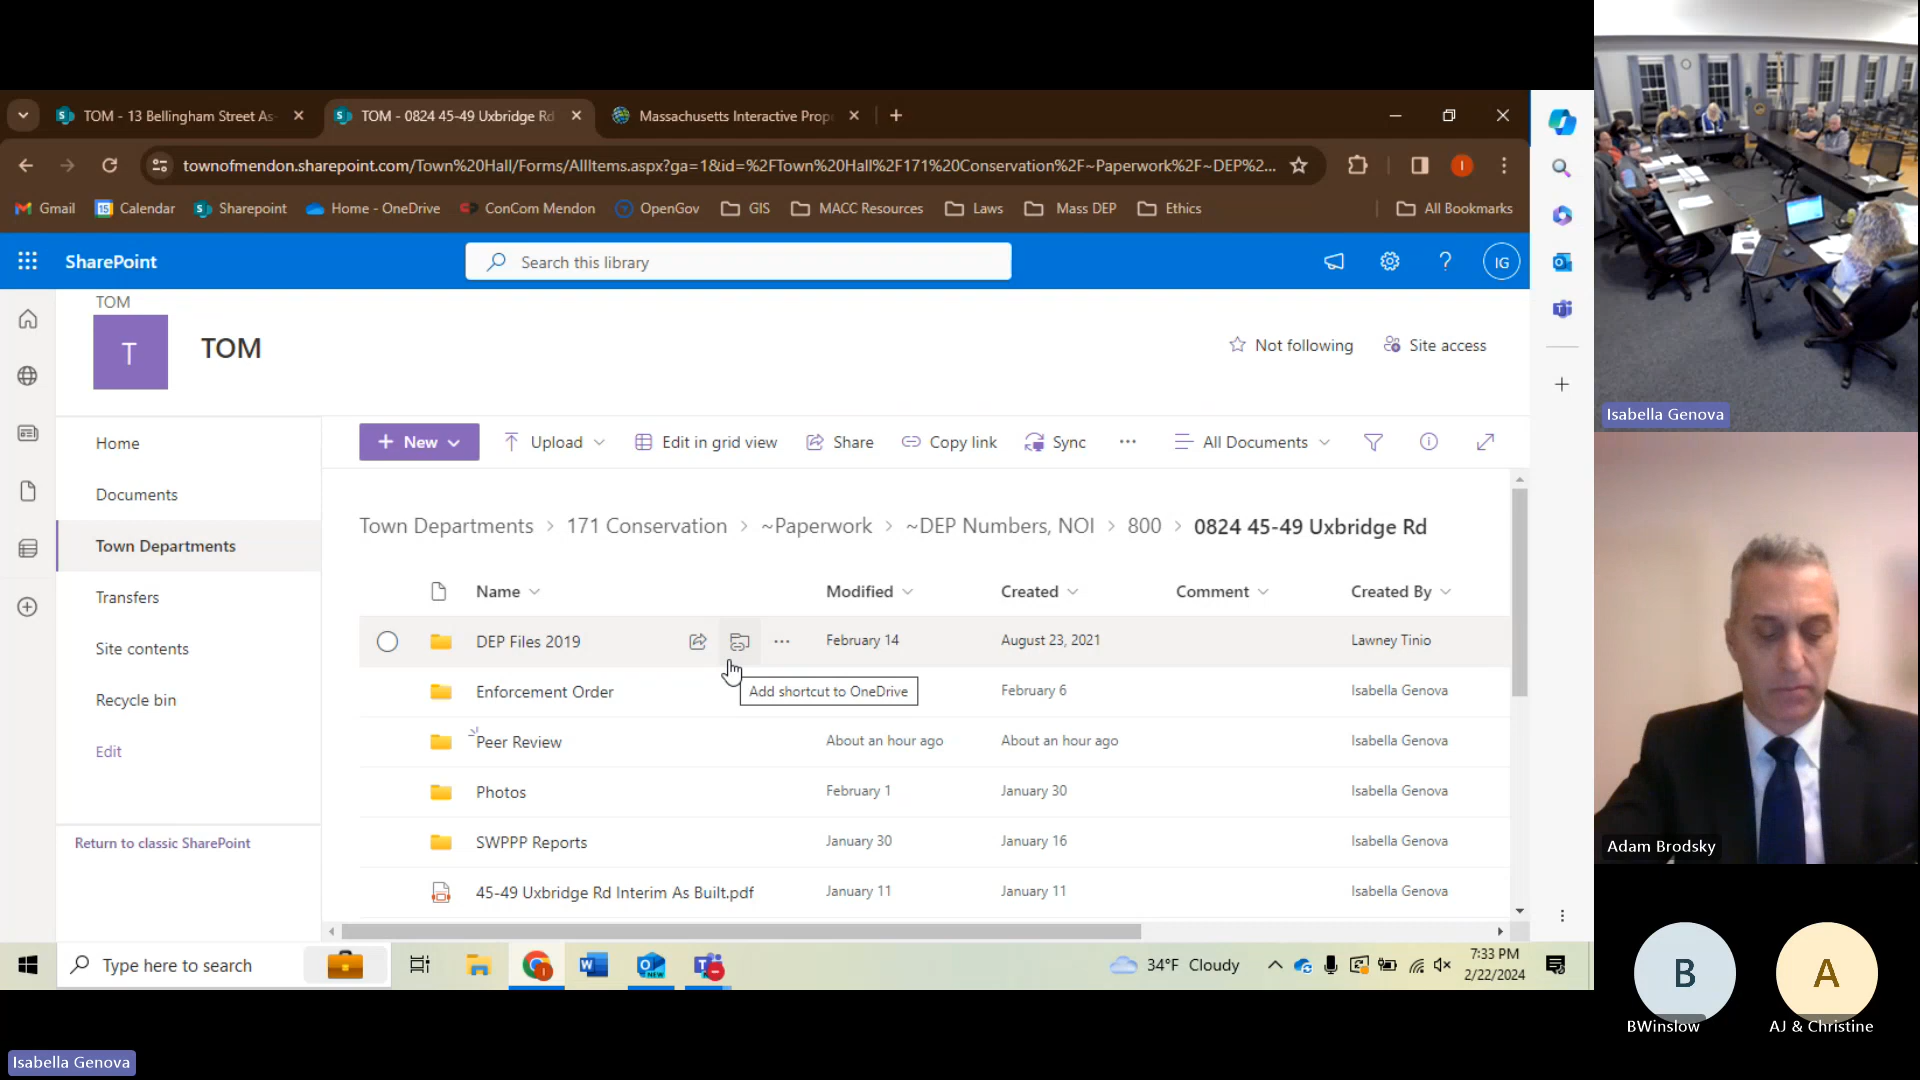 TOM - 13 Bellingham Street As
TOM - 0824 45-49 Uxbridge Rd
Massachusetts Interactive Prop
townofmendon.sharepoint.com/Town%20Hall/Forms/AllItems.aspx?ga=1&id=%2FTown%20Hall%2F171%20Conservation%2F~Paperwork%2F~DEP%2...
I
Gmail
15
Calendar
Sharepoint
Home - OneDrive
ConCom Mendon
OpenGov
GIS
MACC Resources
Laws
Mass DEP
Ethics
All Bookmarks
SharePoint
Search this library
IG
TOM
T
TOM
Not following
Site access
Home
Documents
Town Departments
Transfers
Site contents
Recycle bin
Edit
Return to classic SharePoint
New
Upload
Edit in grid view
Share
Copy link
Sync
All Documents
Town Departments > 171 Conservation > ~Paperwork > ~DEP Numbers, NOI > 800 > 0824 45-49 Uxbridge Rd
Name Modified Created Comment Created By
DEP Files 2019 February 14 August 23, 2021 Lawney Tinio
Add shortcut to OneDrive
Enforcement Order February 6 Isabella Genova
Peer Review About an hour ago About an hour ago Isabella Genova
Photos February 1 January 30 Isabella Genova
SWPPP Reports January 30 January 16 Isabella Genova
45-49 Uxbridge Rd Interim As Built.pdf January 11 January 11 Isabella Genova
Type here to search
34°F Cloudy
7:33 PM
2/22/2024
Isabella Genova
Adam Brodsky
B
BWinslow
A
AJ & Christine
Isabella Genova